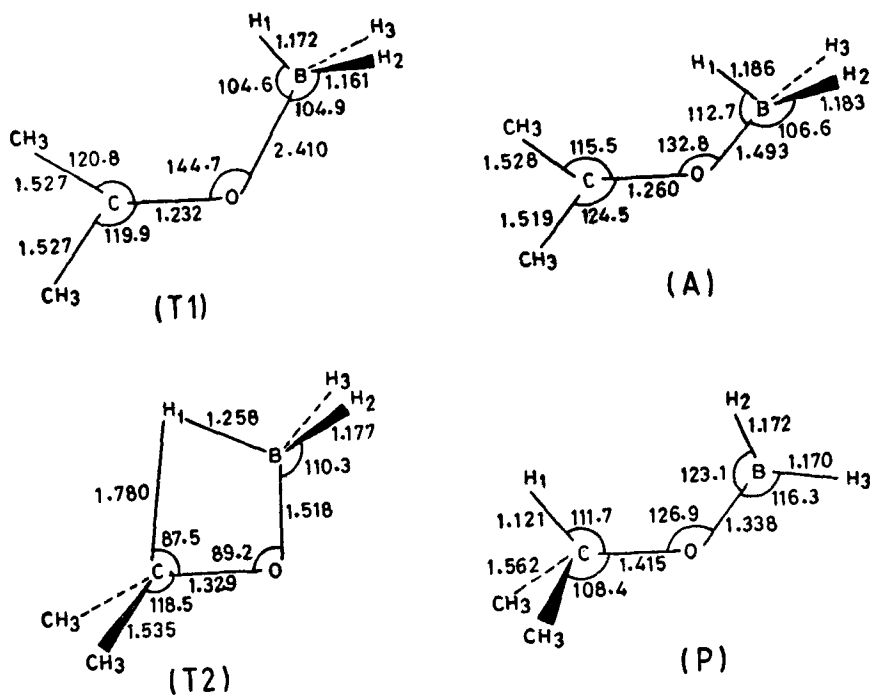 H1
1.172
H3
H2
104.6
B
1.161
104.9
CH3
120.8
144.7
2.410
1.527
C
1.232
O
1.527
119.9
CH3
(T1)
H3
H1
1.186
H2
B
1.183
112.7
106.6
CH3
115.5
132.8
1.493
1.528
C
1.260
O
1.519
124.5
CH3
(A)
H3
H2
H1
1.258
1.177
B
110.3
1.780
1.518
87.5
89.2
C
1.329
O
CH3
118.5
1.535
CH3
(T2)
H2
1.172
123.1
B
1.170
H3
116.3
H1
1.121
111.7
126.9
1.338
C
1.415
O
1.562
108.4
CH3
CH3
(P)